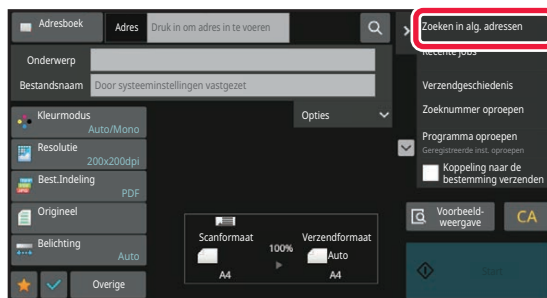 Adresboek
Adres
Druk in om adres in te voeren
Zoeken in alg. adressen
Recente jobs
Onderwerp
Bestandsnaam
Door systeeminstellingen vastgezet
Verzendgeschiedenis
Kleurmodus
Auto/Mono
Opties
Zoeknummer oproepen
Resolutie
200x200dpi
Programma oproepen
Geregistreerde inst. oproepen
Best.Indeling
PDF
Koppeling naar de
bestemming verzenden
Origineel
Voorbeeld-
weergave
CA
Belichting
Auto
Scanformaat
100%
Verzendformaat
Auto
A4
A4
Start
Overige